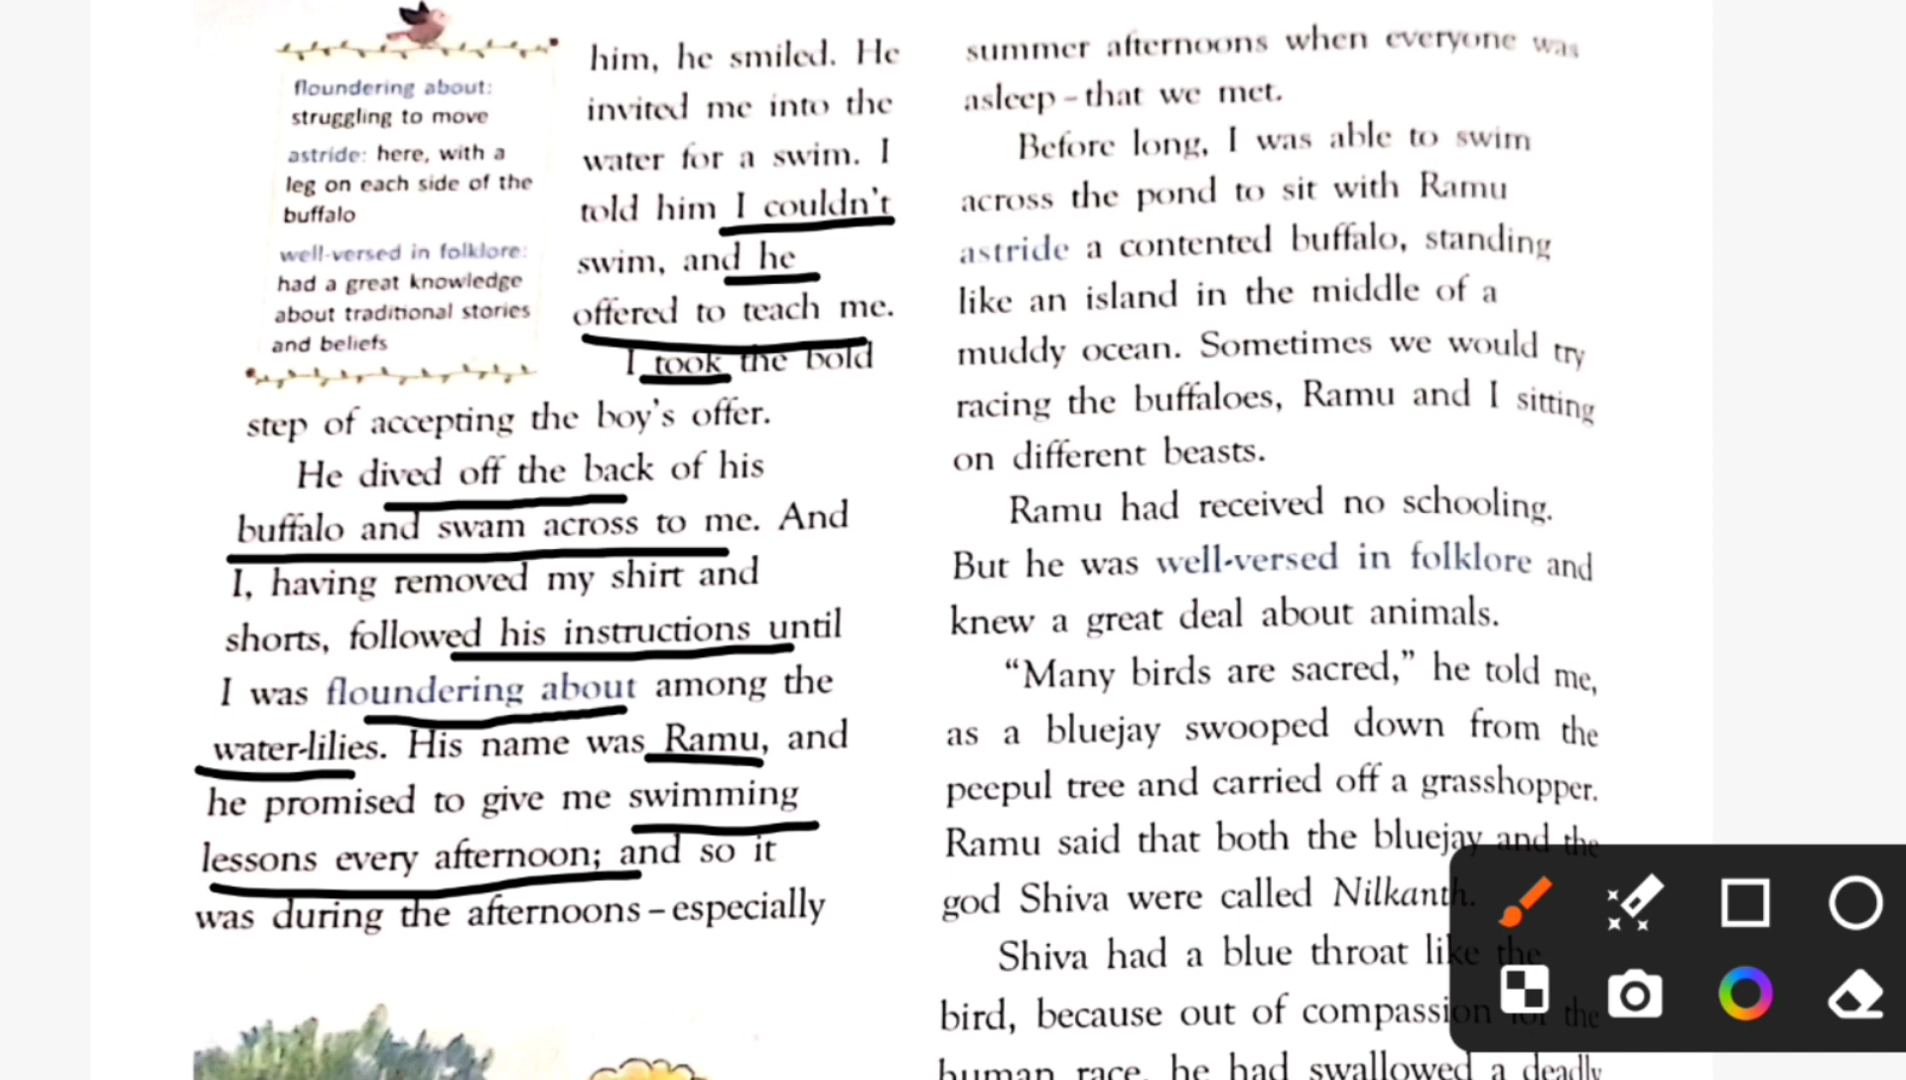 floundering about:
struggling to move
astride: here, with a
leg on each side of the
buffalo
well-versed in folklore:
had a great knowledge
about traditional stories
and beliefs
him, he smiled. He
invited me into the
water for a swim. I
told him I couldn't
swim, and he
offered to teach me.
I took the bold
step of accepting the boy's offer.
He dived off the back of his
buffalo and swam across to me. And
I, having removed my shirt and
shorts, followed his instructions until
I was floundering about among the
water-lilies. His name was Ramu, and
he promised to give me swimming
lessons every afternoon; and so it
was during the afternoons – especially
summer afternoons when everyone was
asleep – that we met.
Before long, I was able to swim
across the pond to sit with Ramu
astride a contented buffalo, standing
like an island in the middle of a
muddy ocean. Sometimes we would try
racing the buffaloes, Ramu and I sitting
on different beasts.
Ramu had received no schooling.
But he was well-versed in folklore and
knew a great deal about animals.
"Many birds are sacred," he told me,
as a bluejay swooped down from the
peepul tree and carried off a grasshopper.
Ramu said that both the bluejay and the
god Shiva were called Nilkanth.
Shiva had a blue throat like the
bird, because out of compassion for the
human race, he had swallowed a deadly